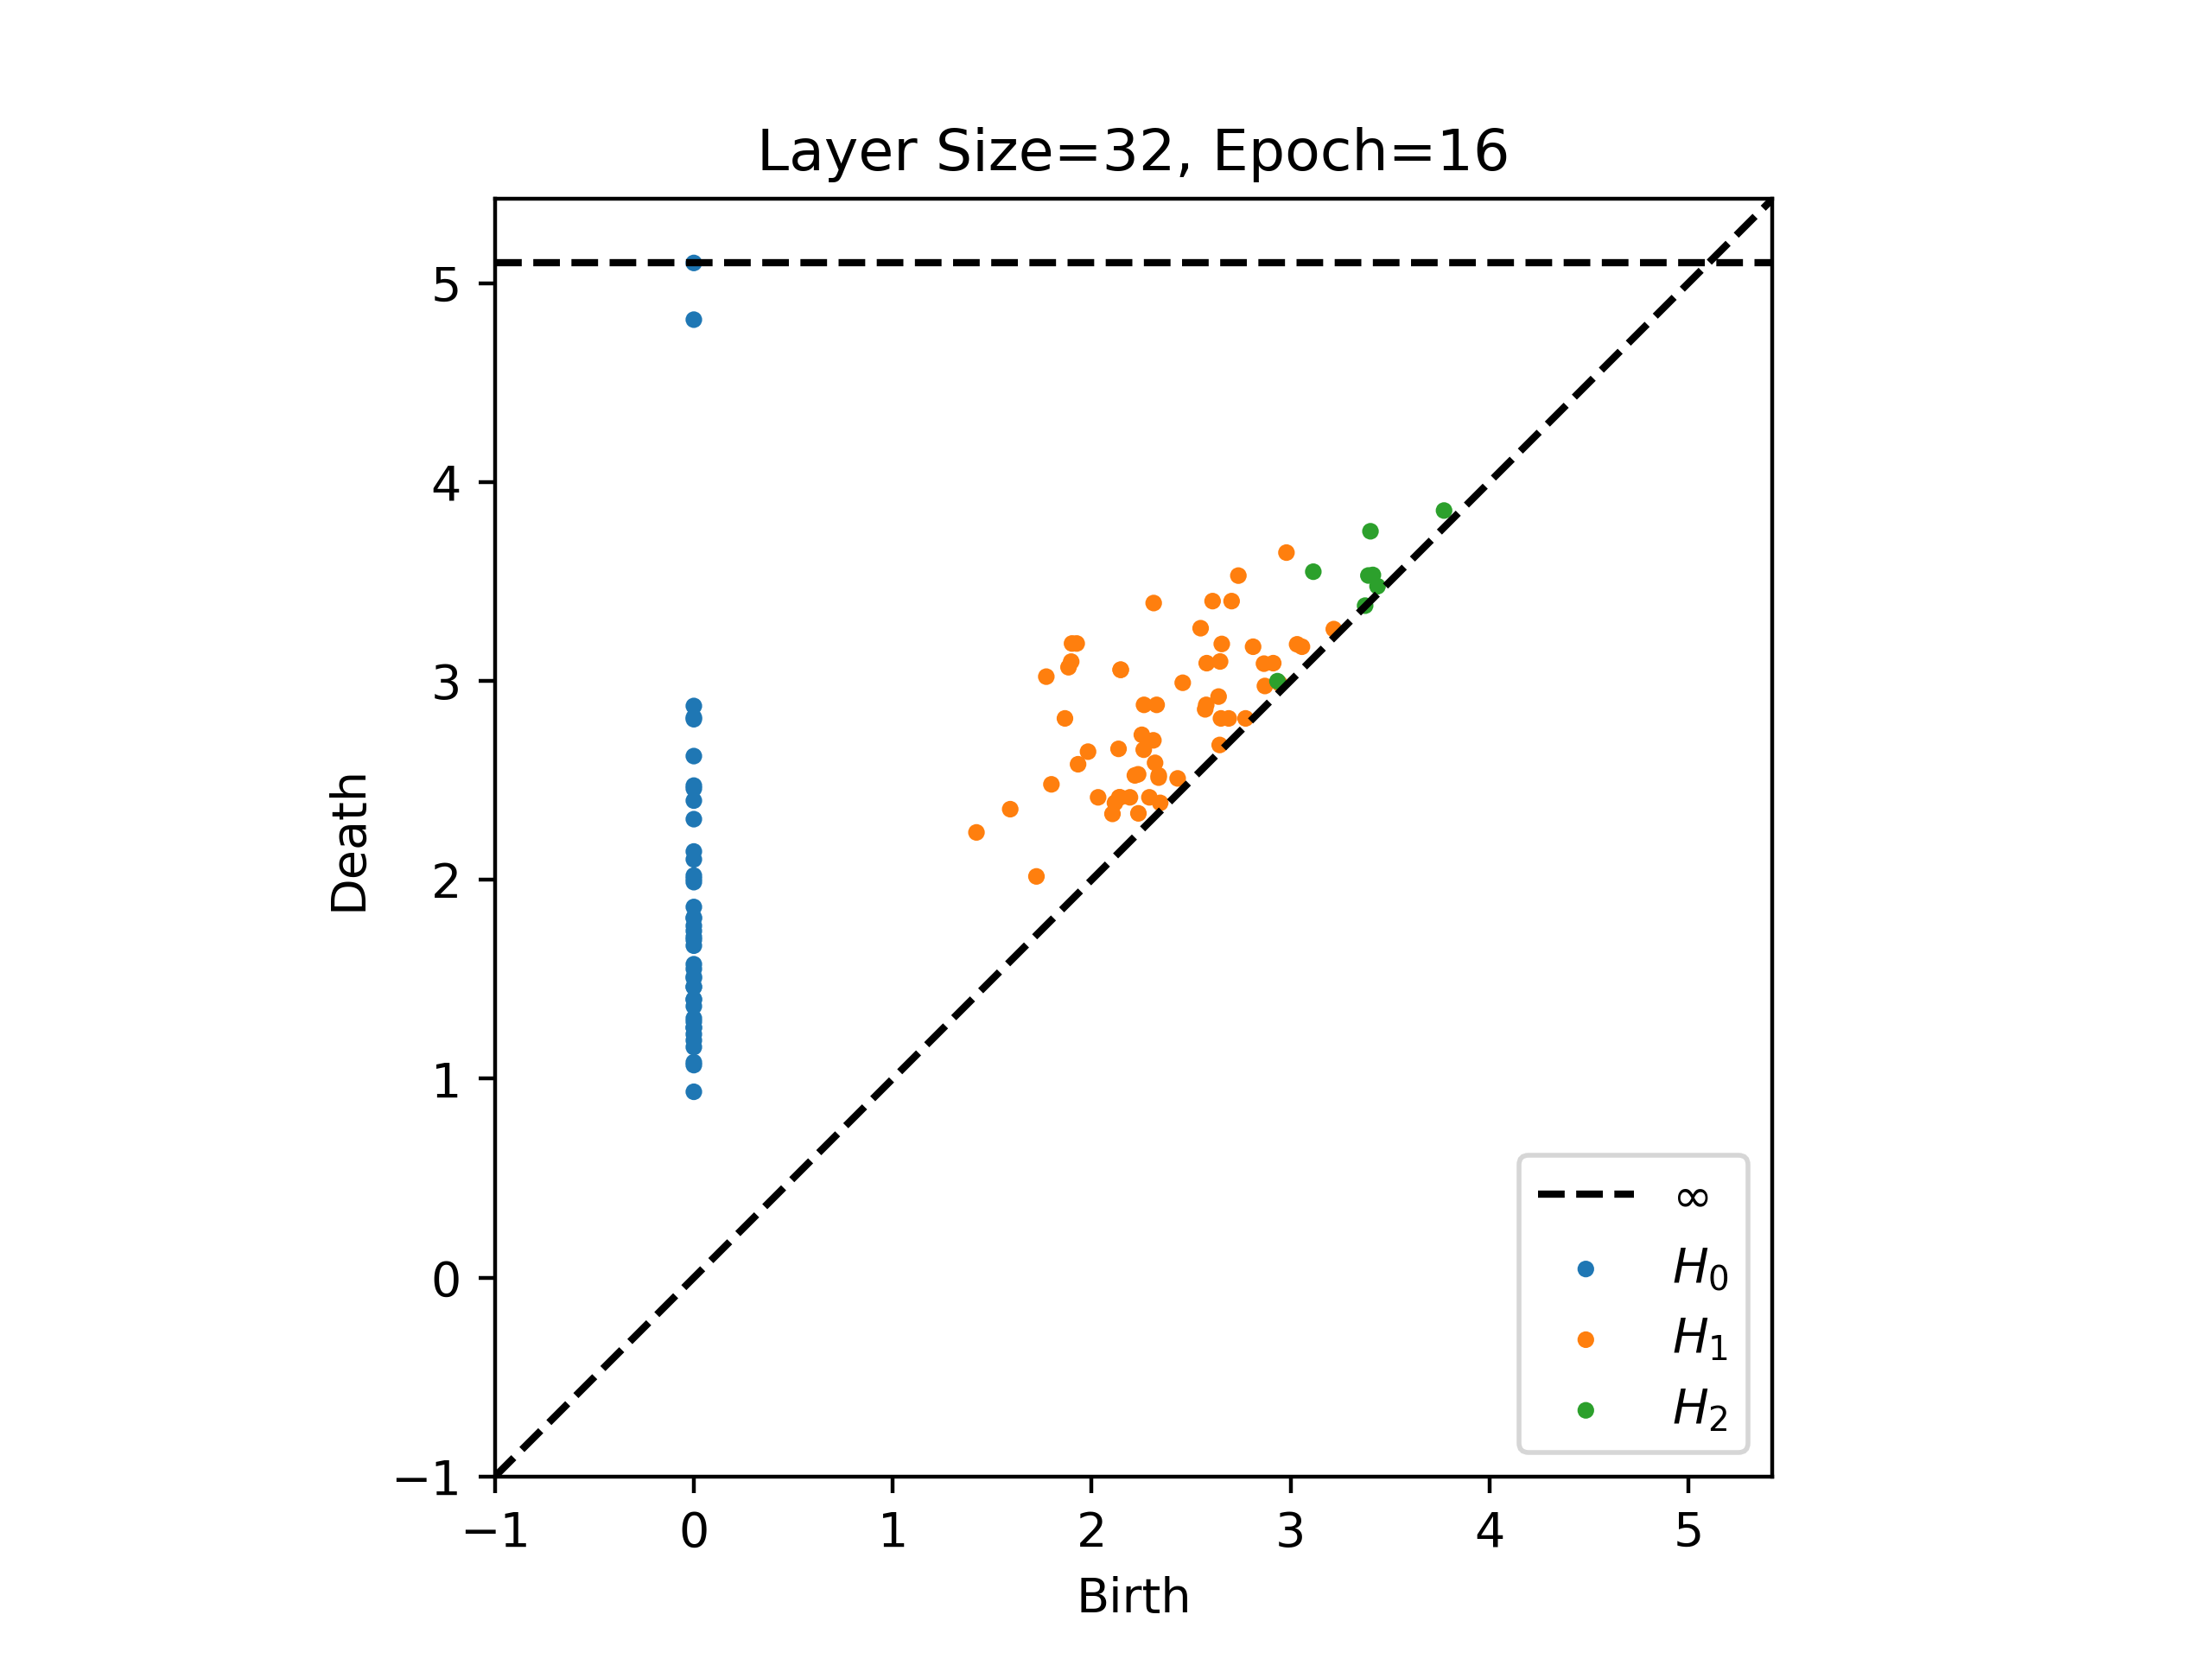 Layer Size=32, Epoch=16
Death
5
4
3
2
1
0
−1
−1 0 1 2 3 4 5
Birth
∞
H₀
H₁
H₂